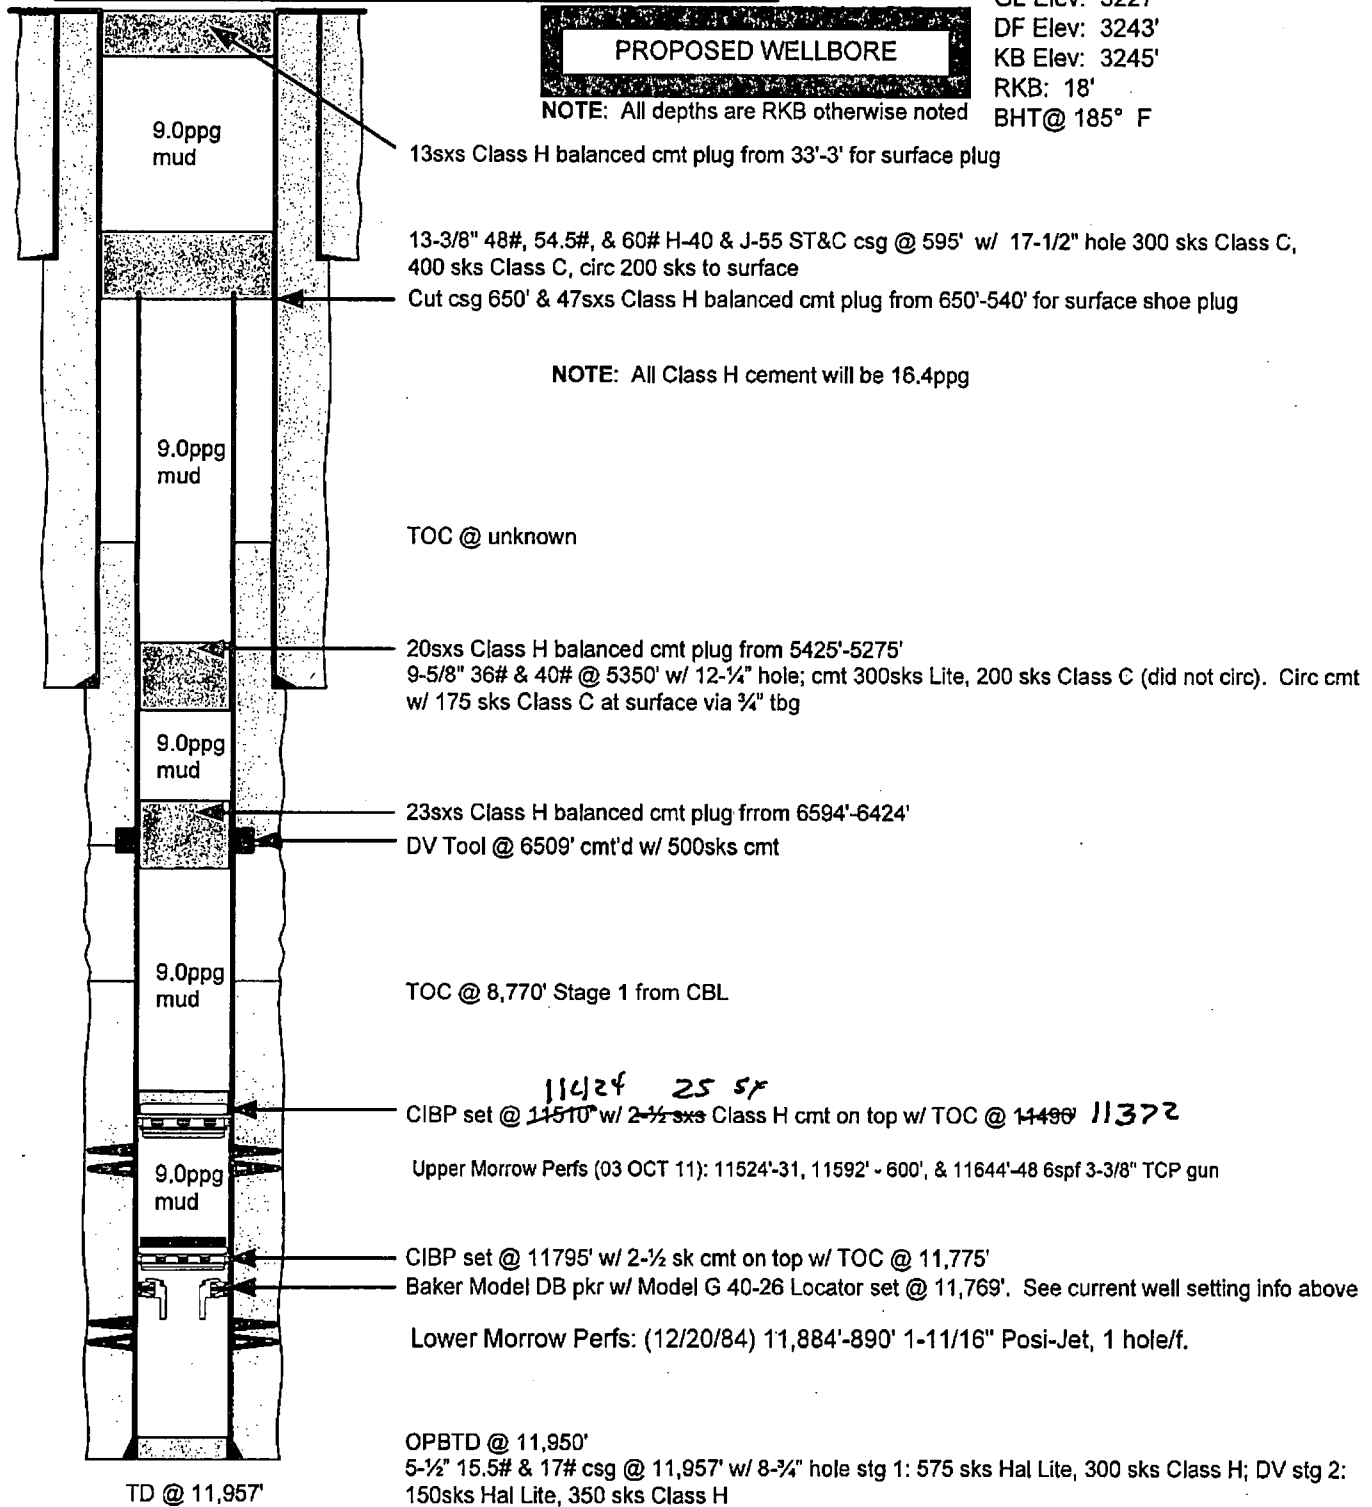 GL Elev: 3227'
DF Elev: 3243'
KB Elev: 3245'
RKB: 18'
BHT@ 185° F
PROPOSED WELLBORE
NOTE: All depths are RKB otherwise noted
9.0ppg
mud
13sxs Class H balanced cmt plug from 33'-3' for surface plug
13-3/8" 48#, 54.5#, & 60# H-40 & J-55 ST&C csg @ 595' w/ 17-1/2" hole 300 sks Class C,
400 sks Class C, circ 200 sks to surface
Cut csg 650' & 47sxs Class H balanced cmt plug from 650'-540' for surface shoe plug
NOTE: All Class H cement will be 16.4ppg
9.0ppg
mud
TOC @ unknown
20sxs Class H balanced cmt plug from 5425'-5275'
9-5/8" 36# & 40# @ 5350' w/ 12-¼" hole; cmt 300sks Lite, 200 sks Class C (did not circ). Circ cmt
w/ 175 sks Class C at surface via ¾" tbg
9.0ppg
mud
23sxs Class H balanced cmt plug frrom 6594'-6424'
DV Tool @ 6509' cmt'd w/ 500sks cmt
9.0ppg
mud
TOC @ 8,770' Stage 1 from CBL
11424 25 sx
CIBP set @ 11510' w/ 2-½ sxs Class H cmt on top w/ TOC @ 11490' 11372
Upper Morrow Perfs (03 OCT 11): 11524'-31, 11592' - 600', & 11644'-48 6spf 3-3/8" TCP gun
9.0ppg
mud
CIBP set @ 11795' w/ 2-½ sk cmt on top w/ TOC @ 11,775'
Baker Model DB pkr w/ Model G 40-26 Locator set @ 11,769'. See current well setting info above
Lower Morrow Perfs: (12/20/84) 11,884'-890' 1-11/16" Posi-Jet, 1 hole/f.
OPBTD @ 11,950'
5-½" 15.5# & 17# csg @ 11,957' w/ 8-¾" hole stg 1: 575 sks Hal Lite, 300 sks Class H; DV stg 2:
150sks Hal Lite, 350 sks Class H
TD @ 11,957'